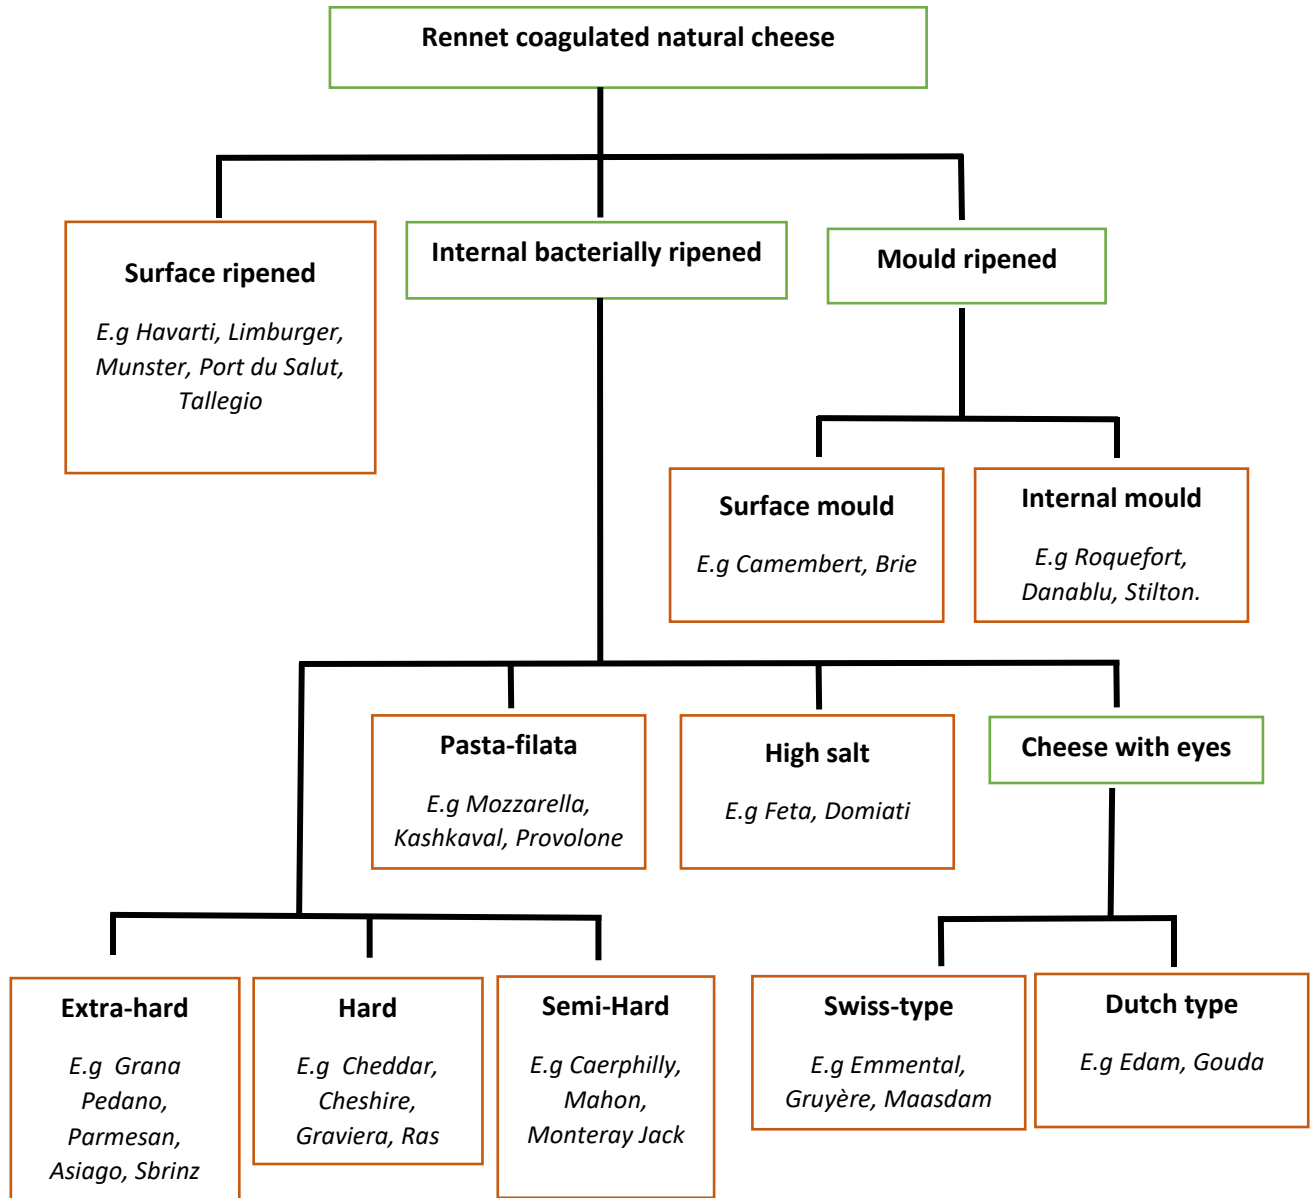 Rennet coagulated natural cheese
Surface ripened
E.g Havarti, Limburger,
Munster, Port du Salut,
Tallegio
Internal bacterially ripened
Mould ripened
Surface mould
E.g Camembert, Brie
Internal mould
E.g Roquefort,
Danablu, Stilton.
Pasta-filata
E.g Mozzarella,
Kashkaval, Provolone
High salt
E.g Feta, Domiati
Cheese with eyes
Extra-hard
E.g Grana
Pedano,
Parmesan,
Asiago, Sbrinz
Hard
E.g Cheddar,
Cheshire,
Graviera, Ras
Semi-Hard
E.g Caerphilly,
Mahon,
Monteray Jack
Swiss-type
E.g Emmental,
Gruyère, Maasdam
Dutch type
E.g Edam, Gouda